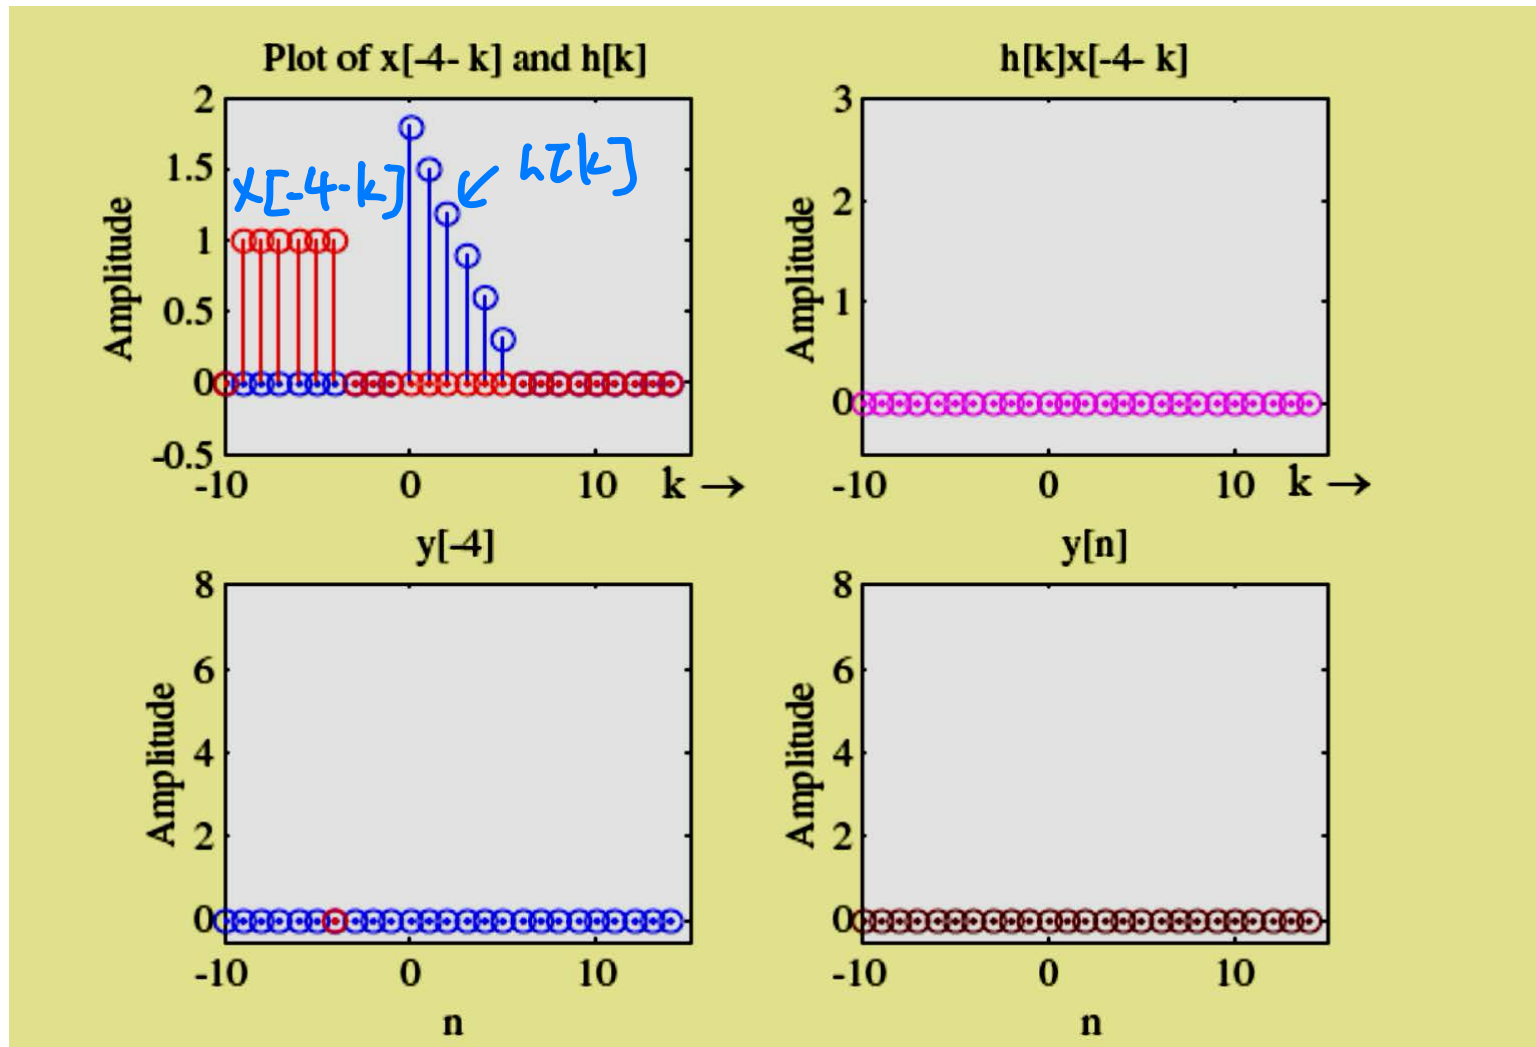 Plot of x[-4- k] and h[k]
2
1.5
1
0.5
0
-0.5
Amplitude
x[-4-k]
h[k]
-10 0 10 k →
h[k]x[-4- k]
3
2
1
0
Amplitude
-10 0 10 k →
y[-4]
8
6
4
2
0
Amplitude
-10 0 10
n
y[n]
8
6
4
2
0
Amplitude
-10 0 10
n